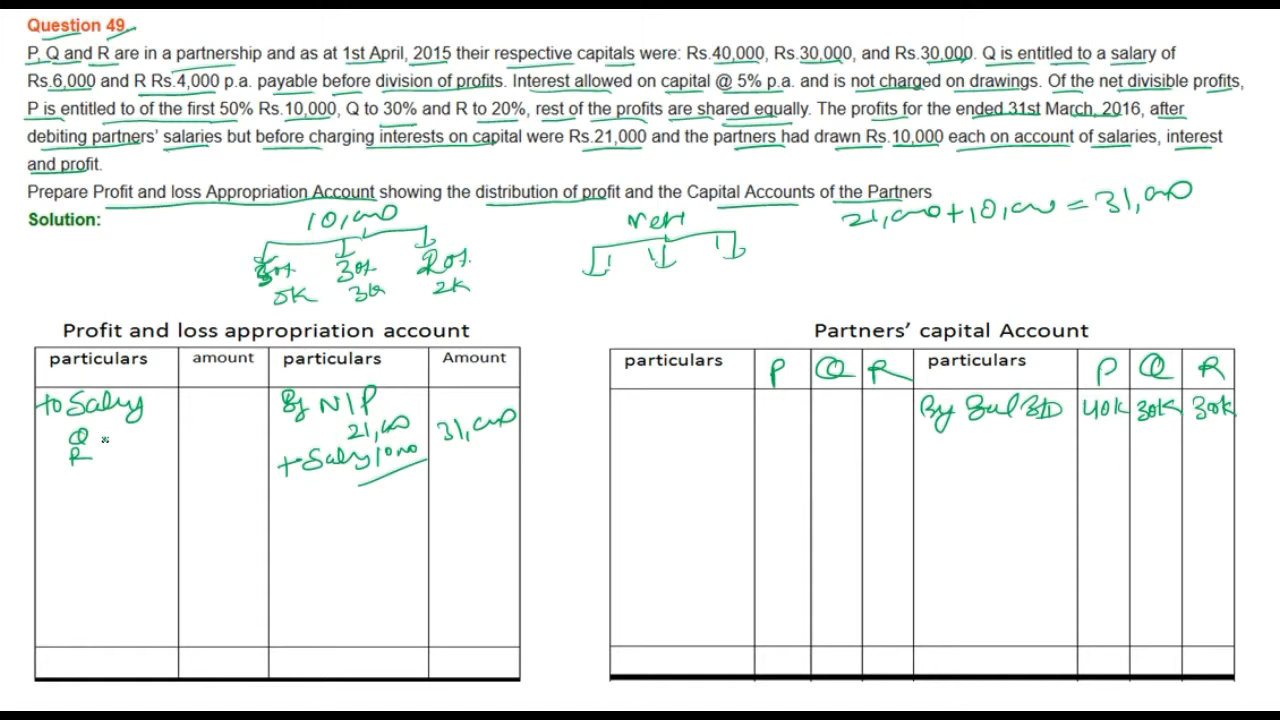 Question 49.
P, Q and R are in a partnership and as at 1st April, 2015 their respective capitals were: Rs.40,000, Rs.30,000, and Rs.30,000. Q is entitled to a salary of
Rs.6,000 and R Rs.4,000 p.a. payable before division of profits. Interest allowed on capital @ 5% p.a. and is not charged on drawings. Of the net divisible profits,
P is entitled to of the first 50% Rs.10,000, Q to 30% and R to 20%, rest of the profits are shared equally. The profits for the ended 31st March, 2016, after
debiting partners' salaries but before charging interests on capital were Rs.21,000 and the partners had drawn Rs.10,000 each on account of salaries, interest
and profit.
Prepare Profit and loss Appropriation Account showing the distribution of profit and the Capital Accounts of the Partners
21,000+10,000 = 31,000
Solution:
10,000
30% 20%
5K 3K 2K
1 1 1
Profit and loss appropriation account
particulars amount particulars Amount
to Salary By N/P
21,000 31,000
Q
R + Salary 10000
Partners' capital Account
particulars P Q R particulars P Q R
By Bal B/D 40K 30K 30K